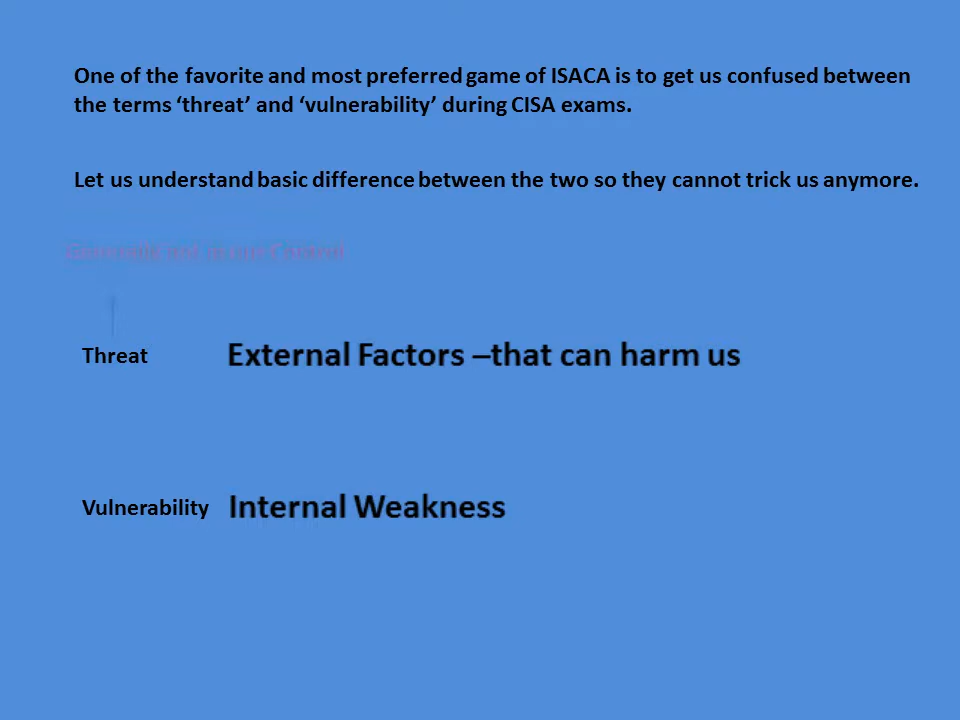 One of the favorite and most preferred game of ISACA is to get us confused between
the terms ‘threat’ and ‘vulnerability’ during CISA exams.
Let us understand basic difference between the two so they cannot trick us anymore.
Threat External Factors –that can harm us
Vulnerability Internal Weakness